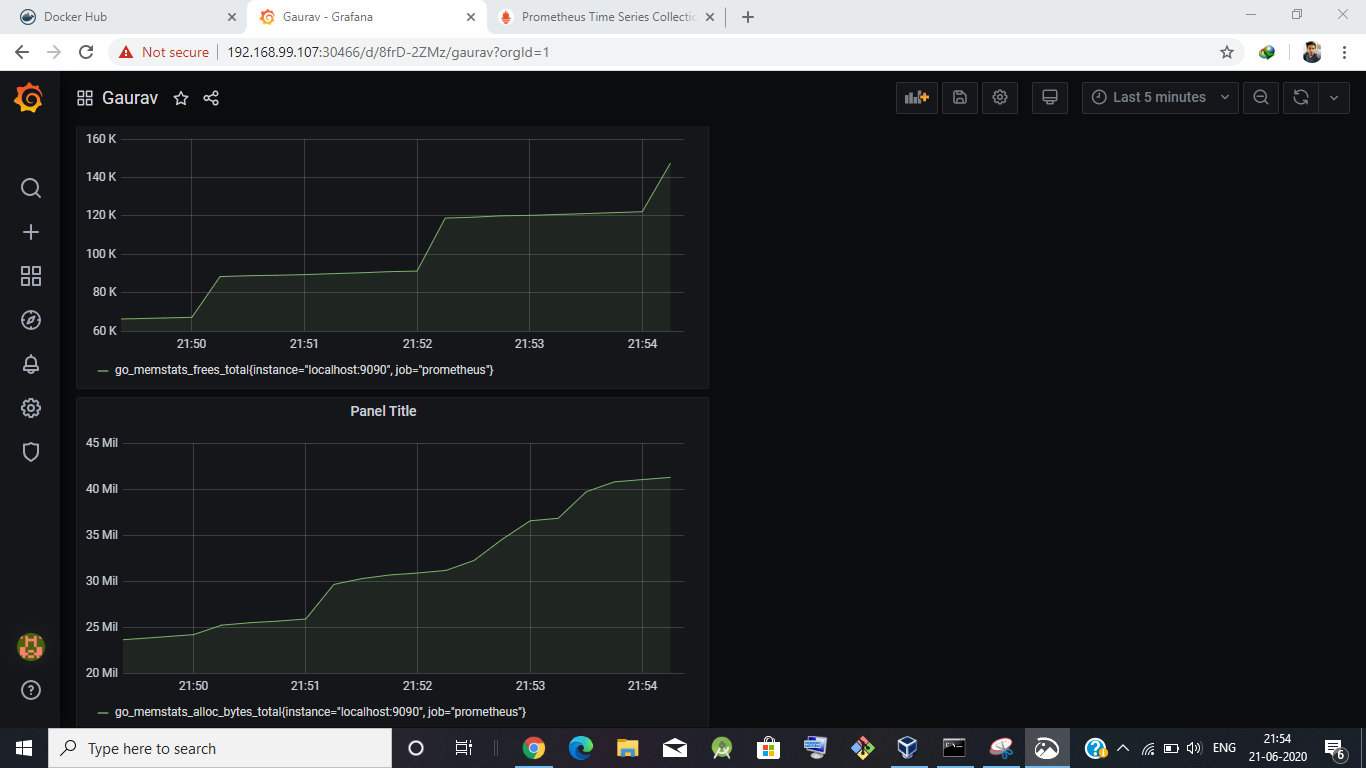 Docker Hub
Gaurav - Grafana
Prometheus Time Series Collectio
Not secure
192.168.99.107:30466/d/8frD-2ZMz/gaurav?orgId=1
Gaurav
Last 5 minutes
160 K
140 K
120 K
100 K
80 K
60 K
21:50 21:51 21:52 21:53 21:54
go_memstats_frees_total{instance="localhost:9090", job="prometheus"}
Panel Title
45 Mil
40 Mil
35 Mil
30 Mil
25 Mil
20 Mil
21:50 21:51 21:52 21:53 21:54
go_memstats_alloc_bytes_total{instance="localhost:9090", job="prometheus"}
Type here to search
ENG
21:54
21-06-2020
6